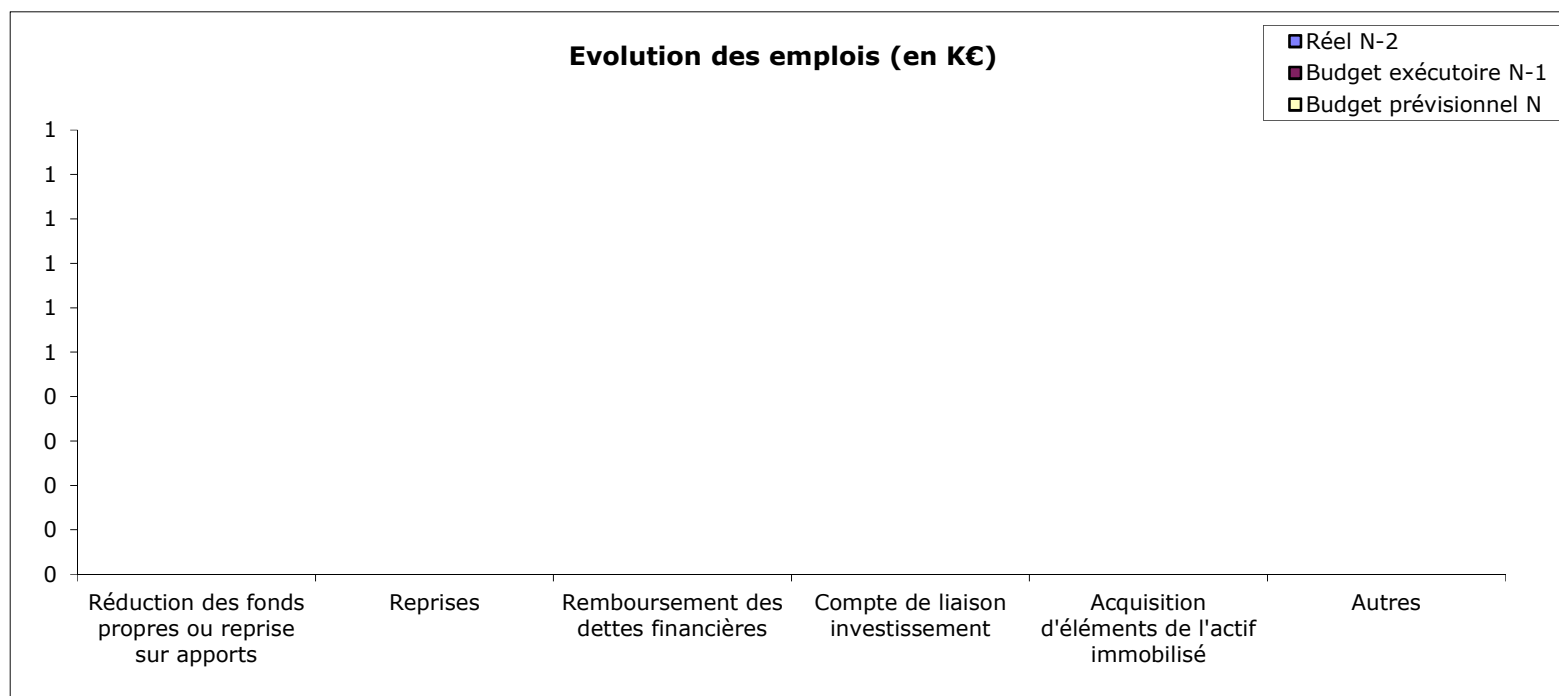 Evolution des emplois (en K€)
Réel N-2
Budget exécutoire N-1
Budget prévisionnel N
1
1
1
1
1
1
0
0
0
0
0
Réduction des fonds
propres ou reprise
sur apports
Reprises
Remboursement des
dettes financières
Compte de liaison
investissement
Acquisition
d'éléments de l'actif
immobilisé
Autres